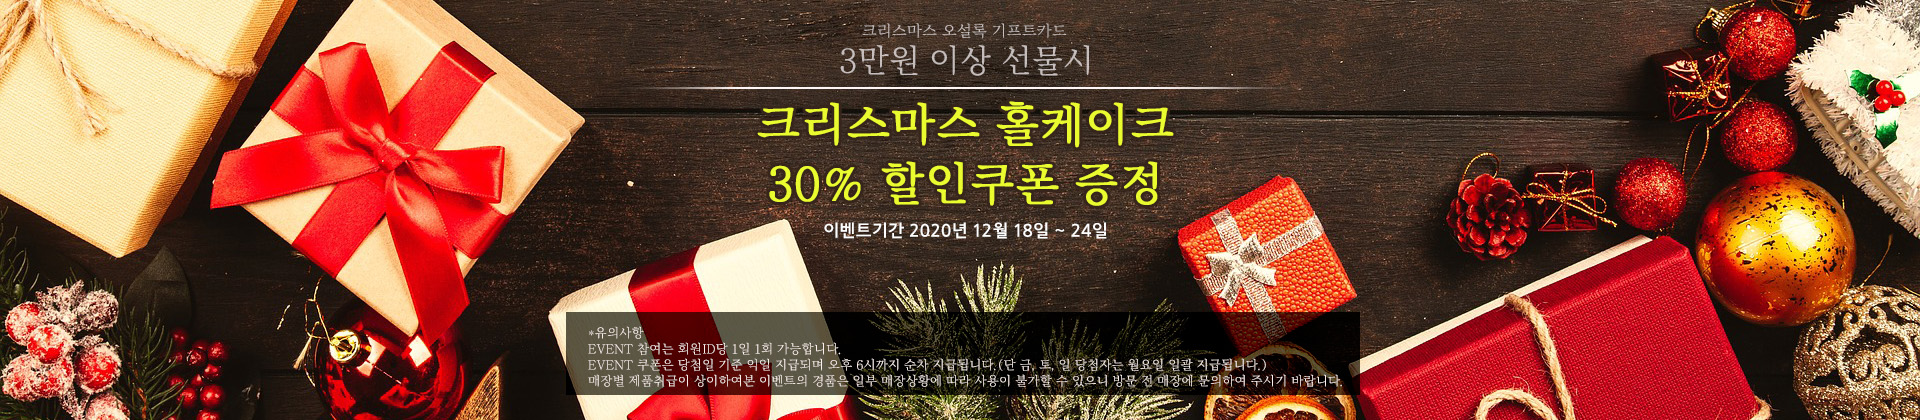 크리스마스 오설록 기프트카드
3만원 이상 선물시
크리스마스 홀케이크
30% 할인쿠폰 증정
이벤트기간 2020년 12월 18일 ~ 24일
*유의사항
EVENT 참여는 회원ID당 1일 1회 가능합니다.
EVENT 쿠폰은 당첨일 기준 익일 지급되며 오후 6시까지 순차 지급됩니다.(단 금, 토, 일 당첨자는 월요일 일괄 지급됩니다.)
매장별 제품취급이 상이하여본 이벤트의 경품은 일부 매장상황에 따라 사용이 불가할 수 있으니 방문 전 매장에 문의하여 주시기 바랍니다.